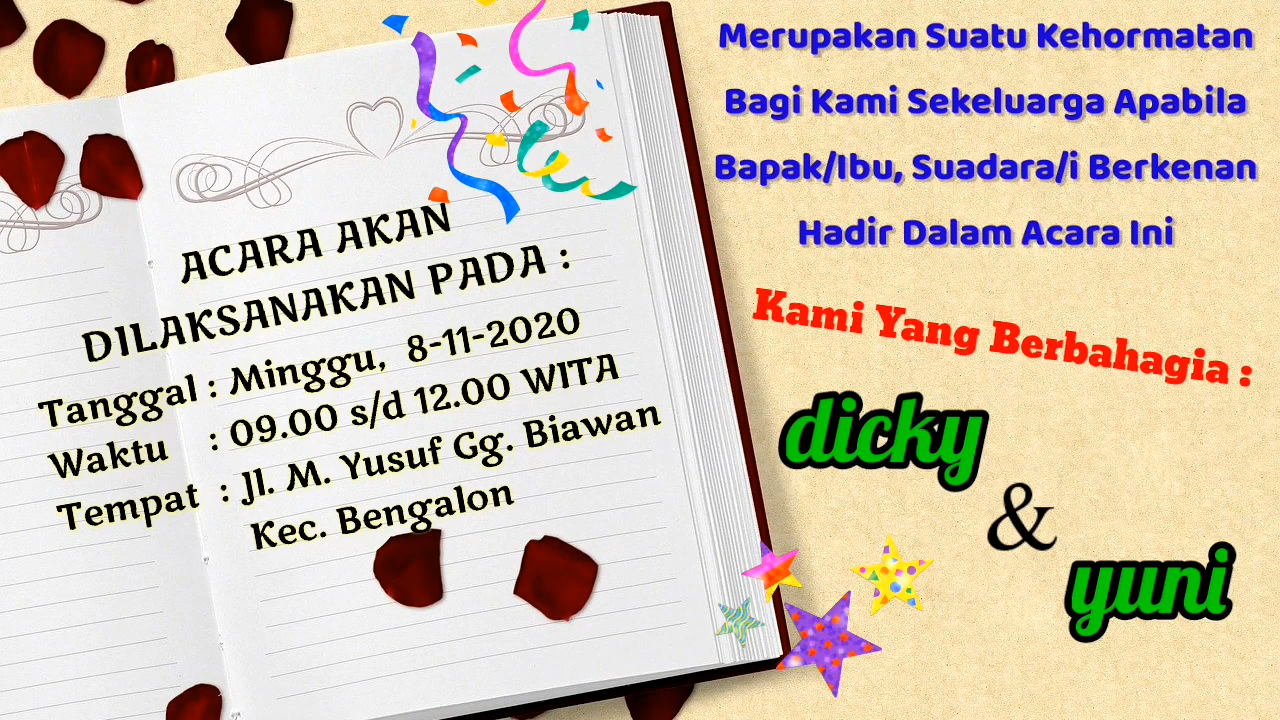 ACARA AKAN
DILAKSANAKAN PADA :
Tanggal : Minggu, 8-11-2020
Waktu : 09.00 s/d 12.00 WITA
Tempat : Jl. M. Yusuf Gg. Biawan
Kec. Bengalon
Merupakan Suatu Kehormatan
Bagi Kami Sekeluarga Apabila
Bapak/Ibu, Suadara/i Berkenan
Hadir Dalam Acara Ini
Kami Yang Berbahagia :
dicky
&
yuni